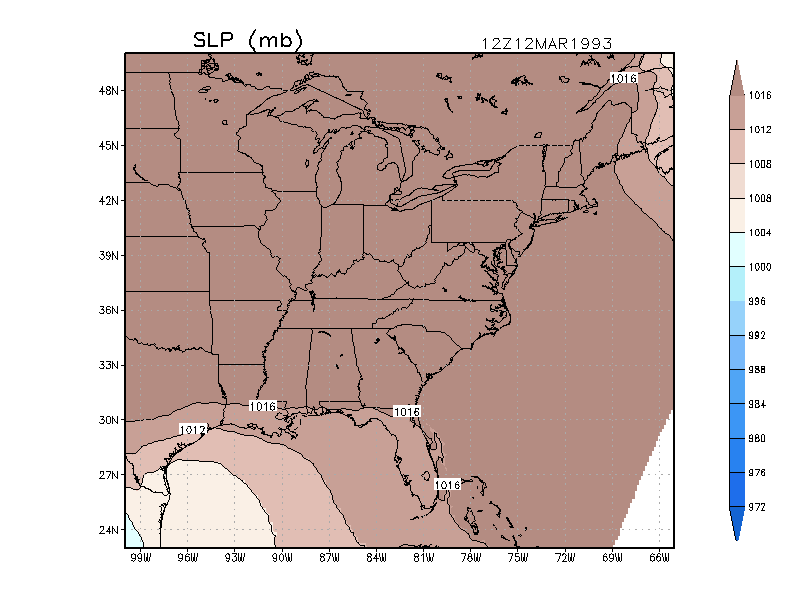 SLP (mb)
12Z12MAR1993
1016
48N
45N
42N
39N
36N
33N
30N
27N
24N
1016
1012
1016
1016
99W 96W 93W 90W 87W 84W 81W 78W 75W 72W 69W 66W
1016
1012
1008
1008
1004
1000
996
992
988
984
980
976
972